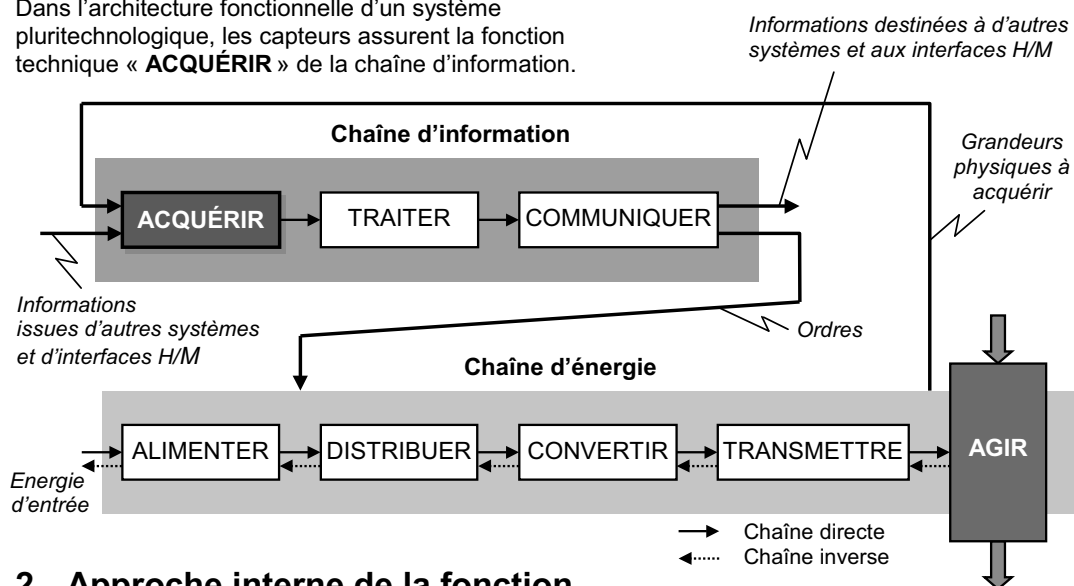 Dans l'architecture fonctionnelle d'un système
pluritechnologique, les capteurs assurent la fonction
technique « ACQUÉRIR » de la chaîne d'information.
Informations destinées à d'autres
systèmes et aux interfaces H/M
Chaîne d'information
Grandeurs
physiques à
acquérir
ACQUÉRIR
TRAITER
COMMUNIQUER
Informations
issues d'autres systèmes
et d'interfaces H/M
Ordres
Chaîne d'énergie
ALIMENTER
DISTRIBUER
CONVERTIR
TRANSMETTRE
AGIR
Energie
d'entrée
Chaîne directe
Chaîne inverse
2. Approche interne de la fonction